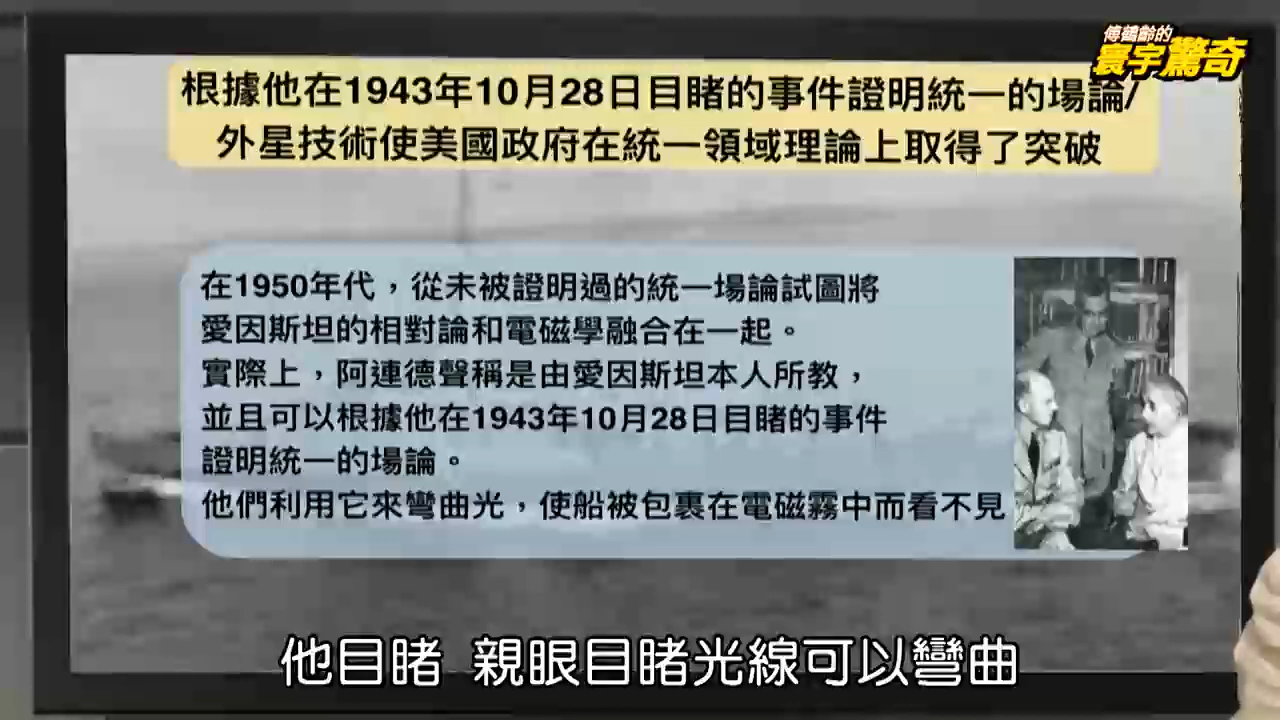 傅鶴齡的
寰宇驚奇
根據他在1943年10月28日目睹的事件證明統一的場論/
外星技術使美國政府在統一領域理論上取得了突破
在1950年代，從未被證明過的統一場論試圖將
愛因斯坦的相對論和電磁學融合在一起。
實際上，阿連德聲稱是由愛因斯坦本人所教，
並且可以根據他在1943年10月28日目睹的事件
證明統一的場論。
他們利用它來彎曲光，使船被包裹在電磁霧中而看不見
他目睹 親眼目睹光線可以彎曲